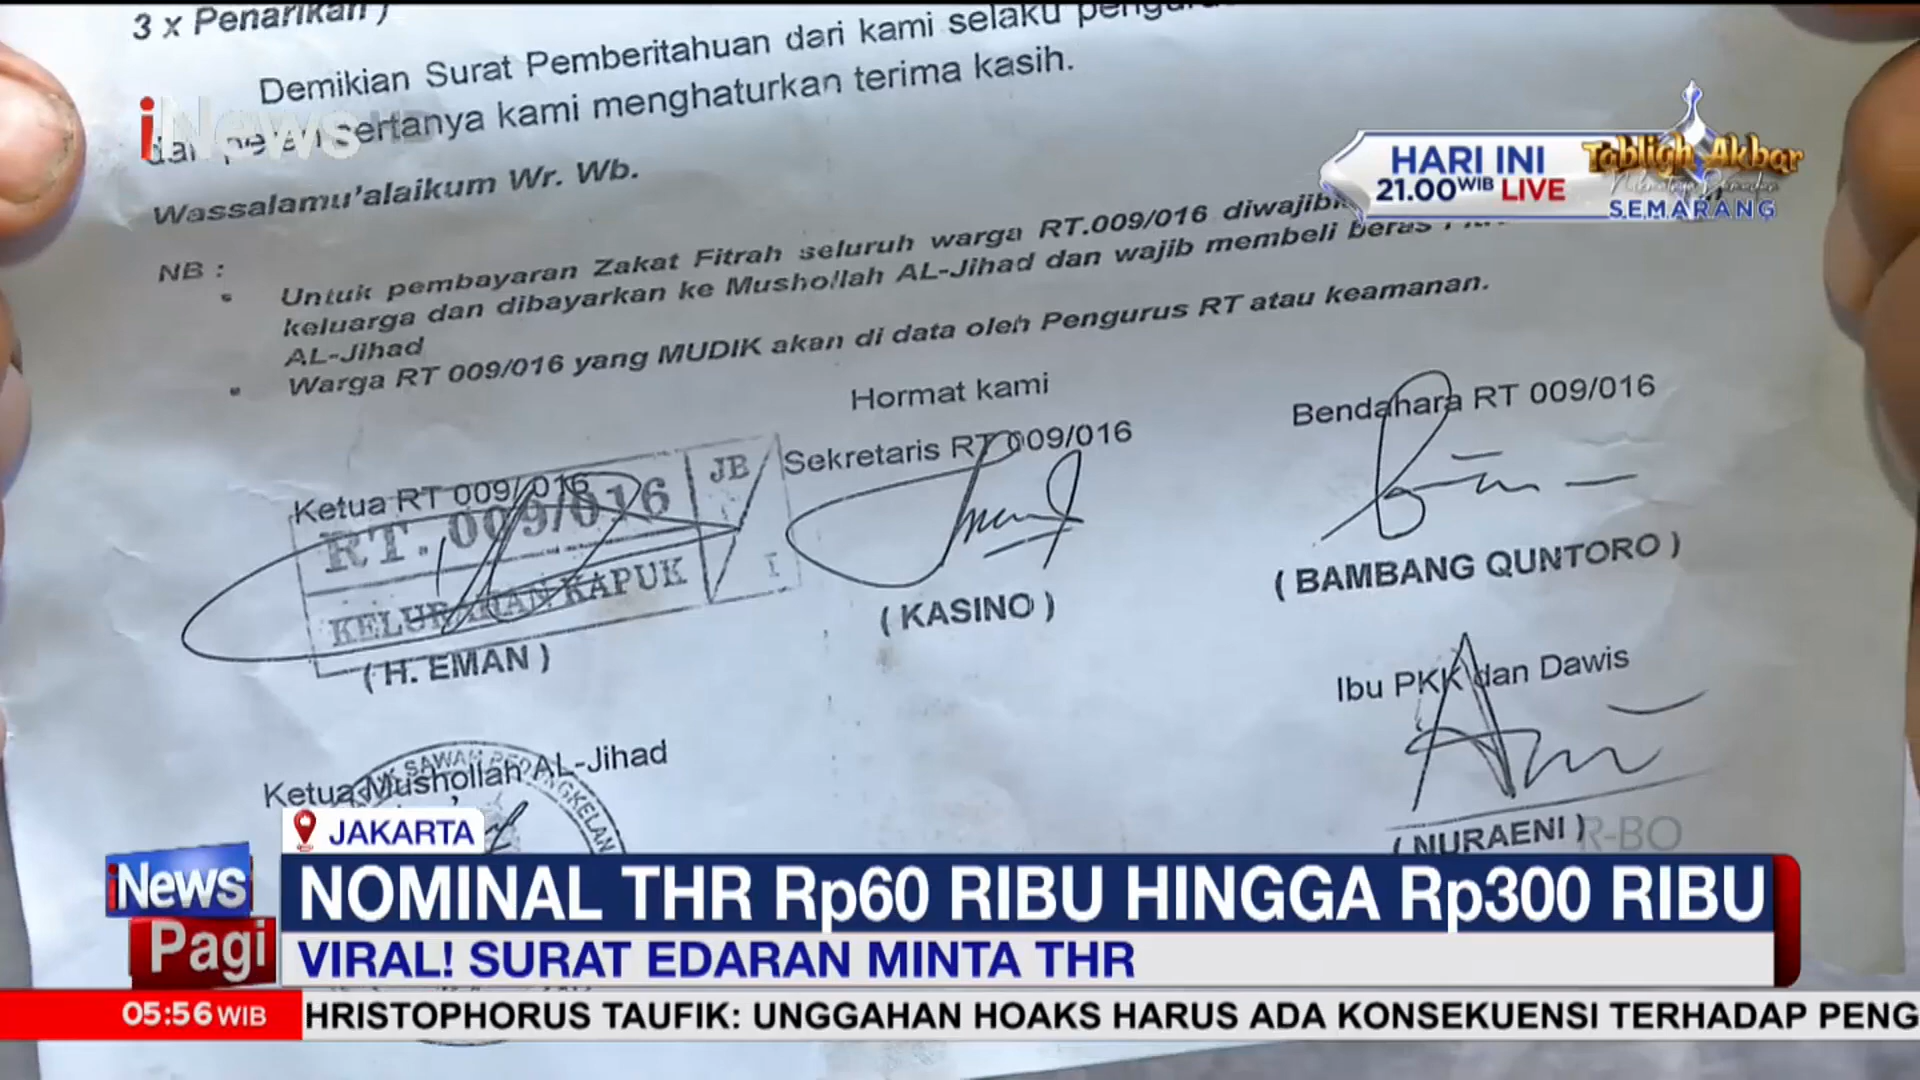 3 x Penarikan )
Demikian Surat Pemberitahuan dari kami selaku
sertanya kami menghaturkan terima kasih.
iNews
Wassalamu'alaikum Wr. Wb.
HARI INI
21.00 WIB LIVE
Tabligh Akbar
SEMARANG
NB :
• Untuk pembayaran Zakat Fitrah seluruh warga RT.009/016
keluarga dan dibayarkan ke Mushollah AL-Jihad dan wajib membeli beras
AL-Jihad
• Warga RT 009/016 yang MUDIK akan di data oleh Pengurus RT atau keamanan.
Hormat kami
Ketua RT 009/016
Sekretaris RT 009/016
Bendahara RT 009/016
RT. 009/016
JB
KELURAHAN KAPUK
I
( H. EMAN )
( KASINO )
( BAMBANG QUNTORO )
Ibu PKK dan Dawis
Ketua Mushollah AL-Jihad
( NURAENI )
R-BO
JAKARTA
iNews
Pagi
NOMINAL THR Rp60 RIBU HINGGA Rp300 RIBU
VIRAL! SURAT EDARAN MINTA THR
05:56 WIB
HRISTOPHORUS TAUFIK: UNGGAHAN HOAKS HARUS ADA KONSEKUENSI TERHADAP PENG